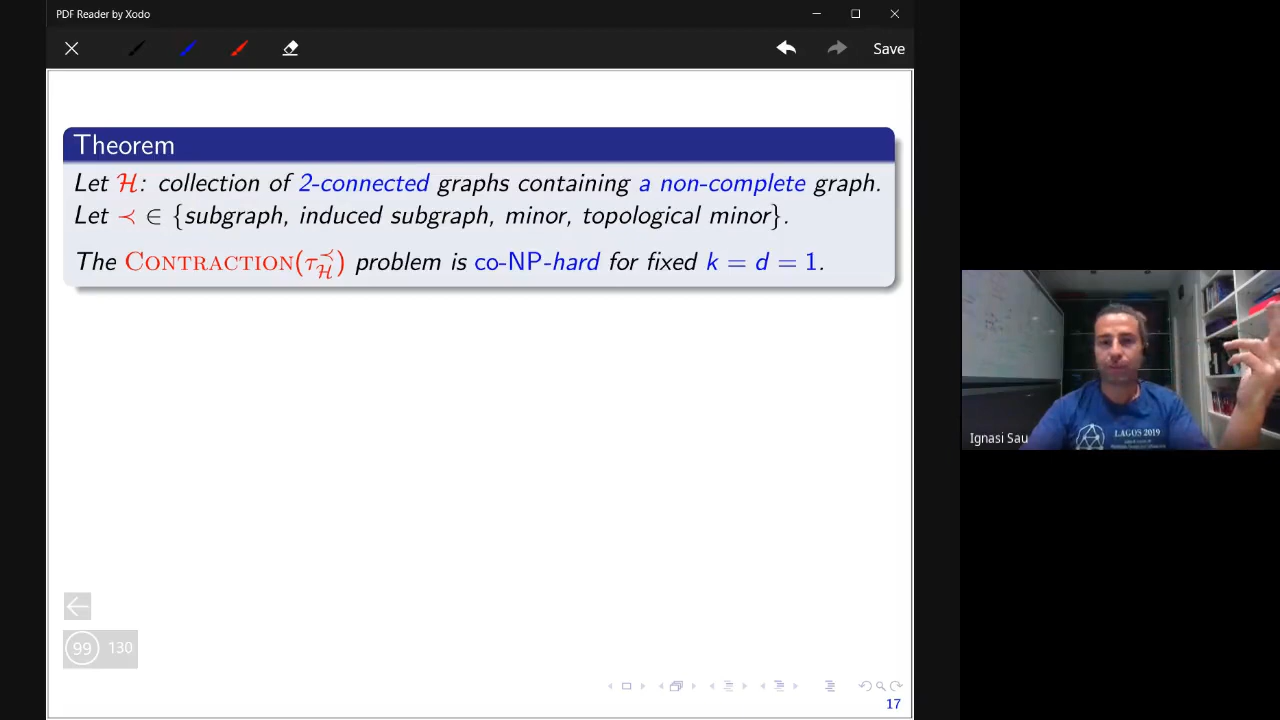 PDF Reader by Xodo
Save
Theorem
Let ℋ: collection of 2-connected graphs containing a non-complete graph.
Let ≺ ∈ {subgraph, induced subgraph, minor, topological minor}.
The CONTRACTION(τ_ℋ^≺) problem is co-NP-hard for fixed k = d = 1.
LAGOS 2019
Ignasi Sau
99 130
17